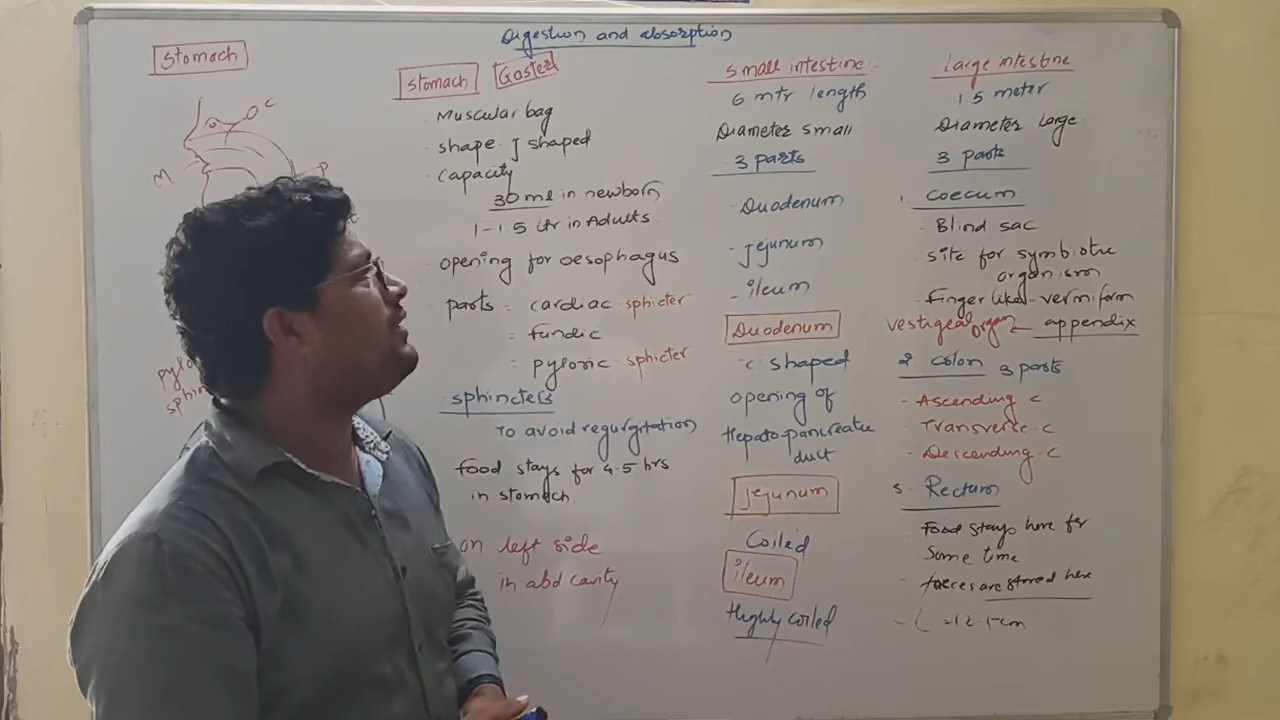 Digestion and absorption
stomach
C
M
P
pylo
sphin
stomach Gaster
Muscular bag
shape J shaped
capacity
30 ml in newborn
1-1.5 ltr in Adults
opening for oesophagus
parts = cardiac sphicter
= fundic
= pyloric sphicter
sphincters
To avoid regurgitation
food stays for 4.5 hrs
in stomach
on left side
in abd cavity
small intestine
6 mtr length
Diameter small
3 parts
Duodenum
- Jejunum
- ileum
Duodenum
c shaped
opening of
Hepato-pancreatic
duct
Jejunum
Coiled
ileum
Highly coiled
large intestine
1.5 meter
Diameter large
3 parts
1. coecum
- Blind sac
- site for symbiotic
organism
- finger like-vermiform
vestigeal organ appendix
2 colon 3 parts
- Ascending c
- Transverse.c
- Descending.c
3. Rectum
- Food stays here for
some time
- faeces are stored here
- L =12.5cm